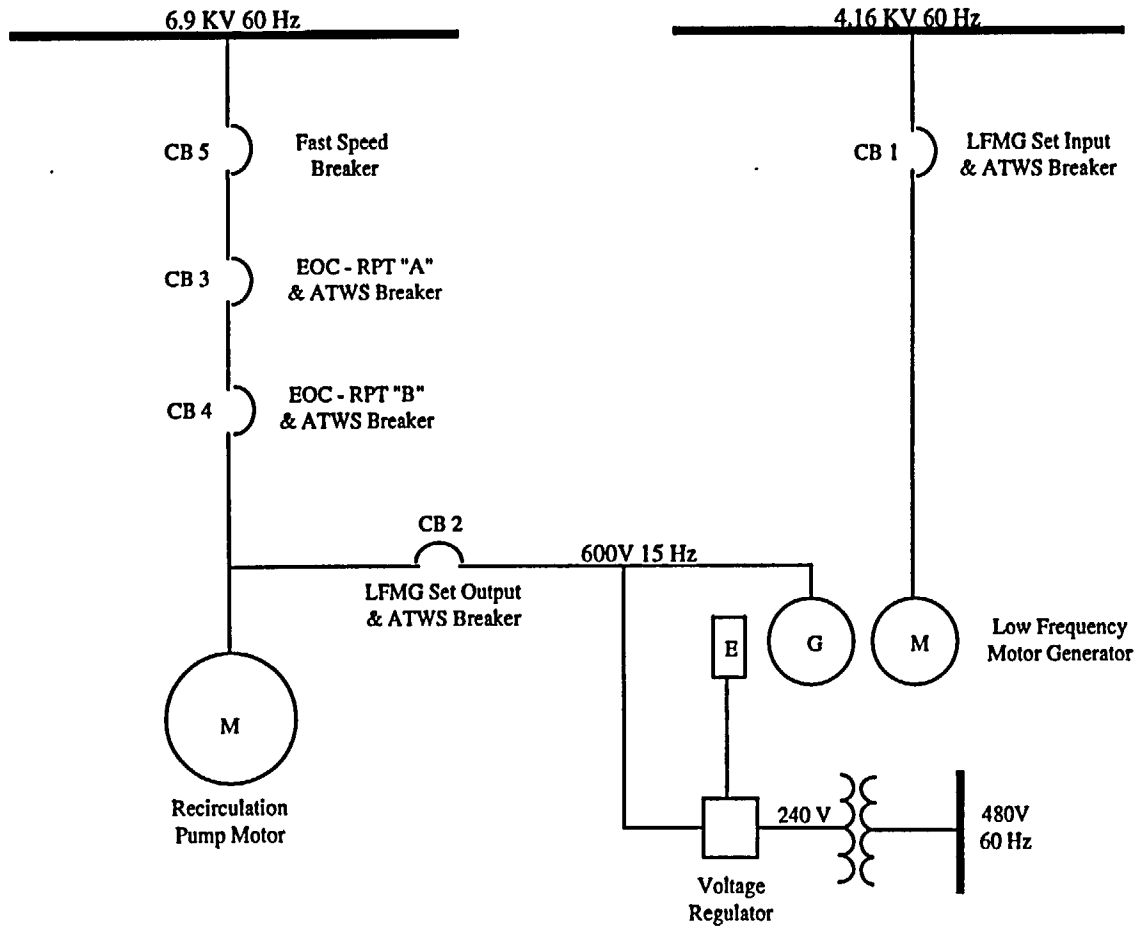 6.9 KV 60 Hz
4.16 KV 60 Hz
CB 5
Fast Speed
Breaker
CB 1
LFMG Set Input
& ATWS Breaker
CB 3
EOC - RPT "A"
& ATWS Breaker
CB 4
EOC - RPT "B"
& ATWS Breaker
CB 2
600V 15 Hz
LFMG Set Output
& ATWS Breaker
E
G
M
Low Frequency
Motor Generator
M
Recirculation
Pump Motor
240 V
480V
60 Hz
Voltage
Regulator